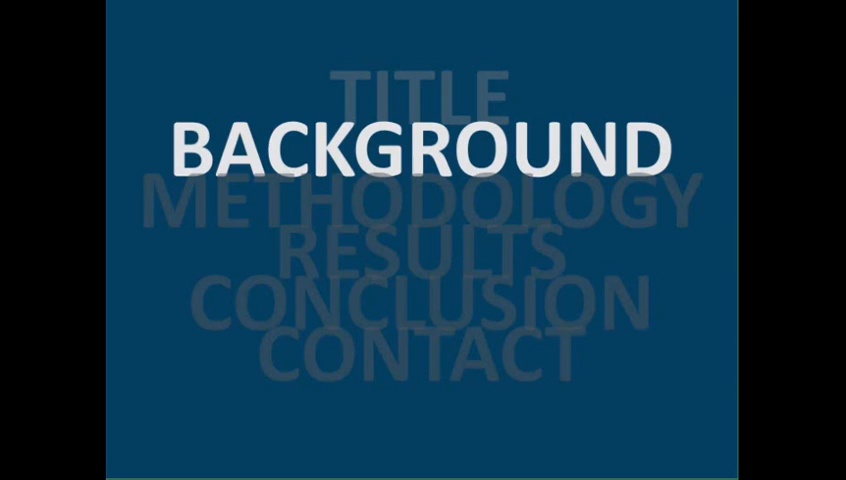 TITLE
BACKGROUND
METHODOLOGY
RESULTS
CONCLUSION
CONTACT